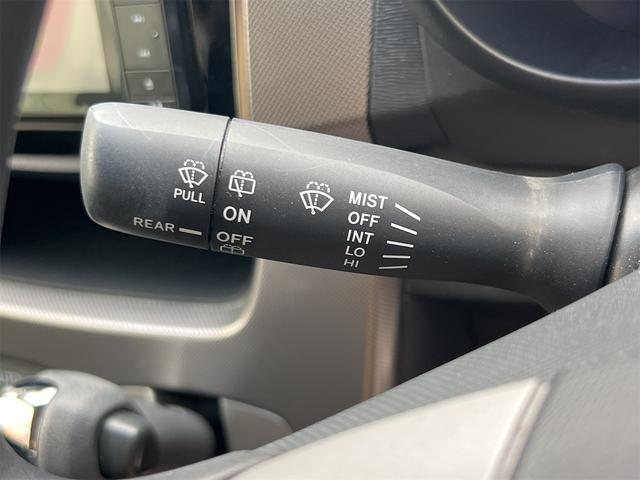 PULL
REAR
ON
OFF
MIST
OFF
INT
LO
HI